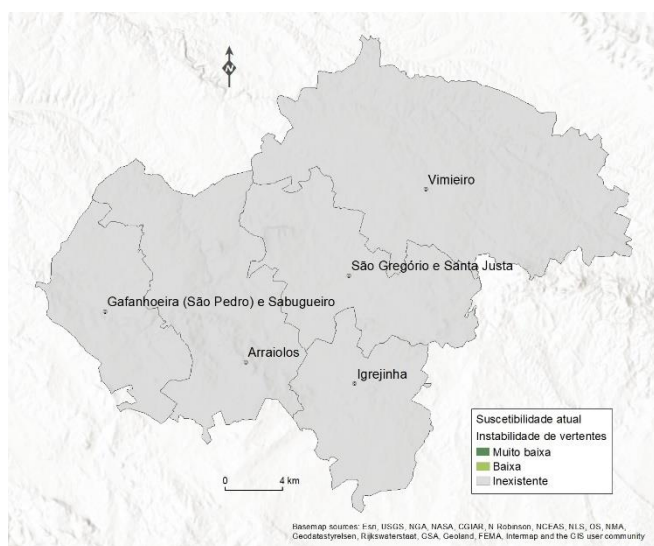 N
Vimieiro
São Gregório e Santa Justa
Gafanhoeira (São Pedro) e Sabugueiro
Arraiolos
Igrejinha
Suscetibilidade atual
Instabilidade de vertentes
Muito baixa
Baixa
Inexistente
0 4 km
Basemap sources: Esri, USGS, NGA, NASA, CGIAR, N Robinson, NCEAS, NLS, OS, NMA,
Geodatastyrelsen, Rijkswaterstaat, GSA, Geoland, FEMA, Intermap and the GIS user community